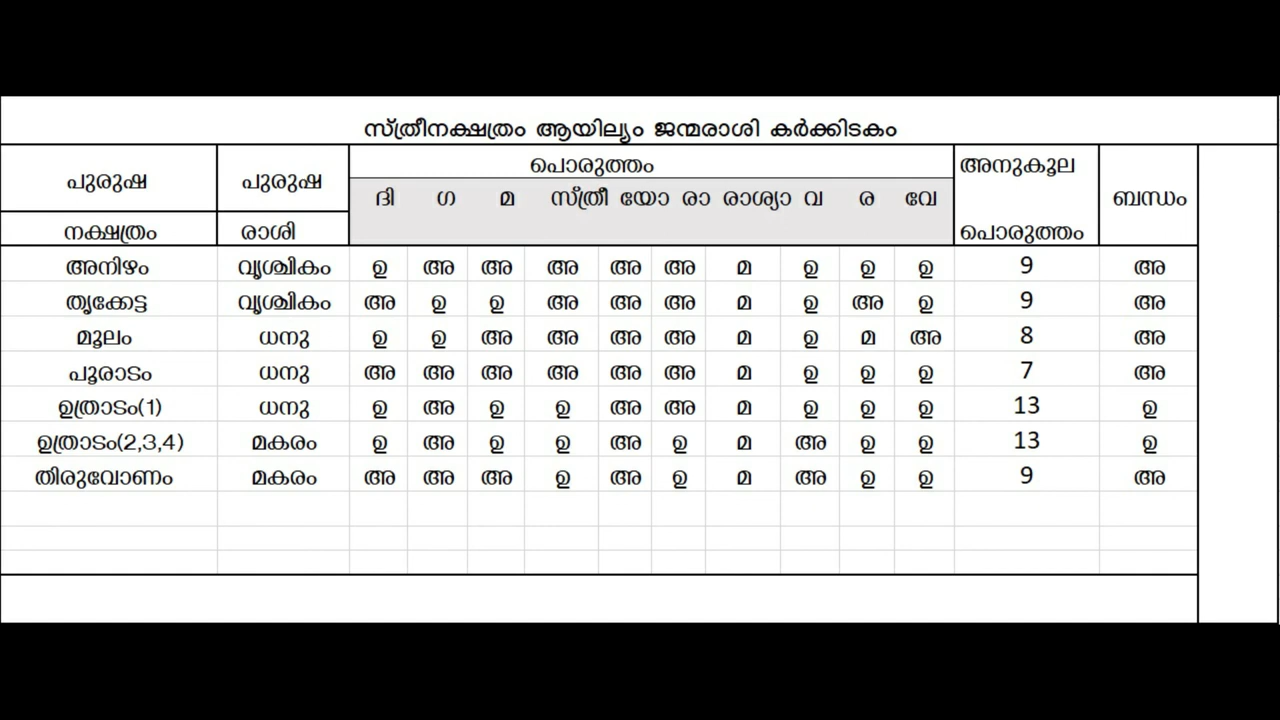 സ്ത്രീനക്ഷത്രം ആയില്യം ജന്മരാശി കർക്കിടകം
പുരുഷ പുരുഷ പൊരുത്തം അനുകൂല ബന്ധം
ദി ഗ മ സ്ത്രീ യോ രാ രാശ്യാ വ ര വേ
നക്ഷത്രം രാശി പൊരുത്തം
അനിഴം വൃശ്ചികം ഉ അ അ അ അ അ മ ഉ ഉ ഉ 9 അ
തൃക്കേട്ട വൃശ്ചികം അ ഉ ഉ അ അ അ മ ഉ അ ഉ 9 അ
മൂലം ധനു ഉ ഉ അ അ അ അ മ ഉ മ അ 8 അ
പൂരാടം ധനു അ അ അ അ അ അ മ ഉ ഉ ഉ 7 അ
ഉത്രാടം(1) ധനു ഉ അ ഉ ഉ അ അ മ ഉ ഉ ഉ 13 ഉ
ഉത്രാടം(2,3,4) മകരം ഉ അ ഉ ഉ അ ഉ മ അ ഉ ഉ 13 ഉ
തിരുവോണം മകരം അ അ അ ഉ അ ഉ മ അ ഉ ഉ 9 അ